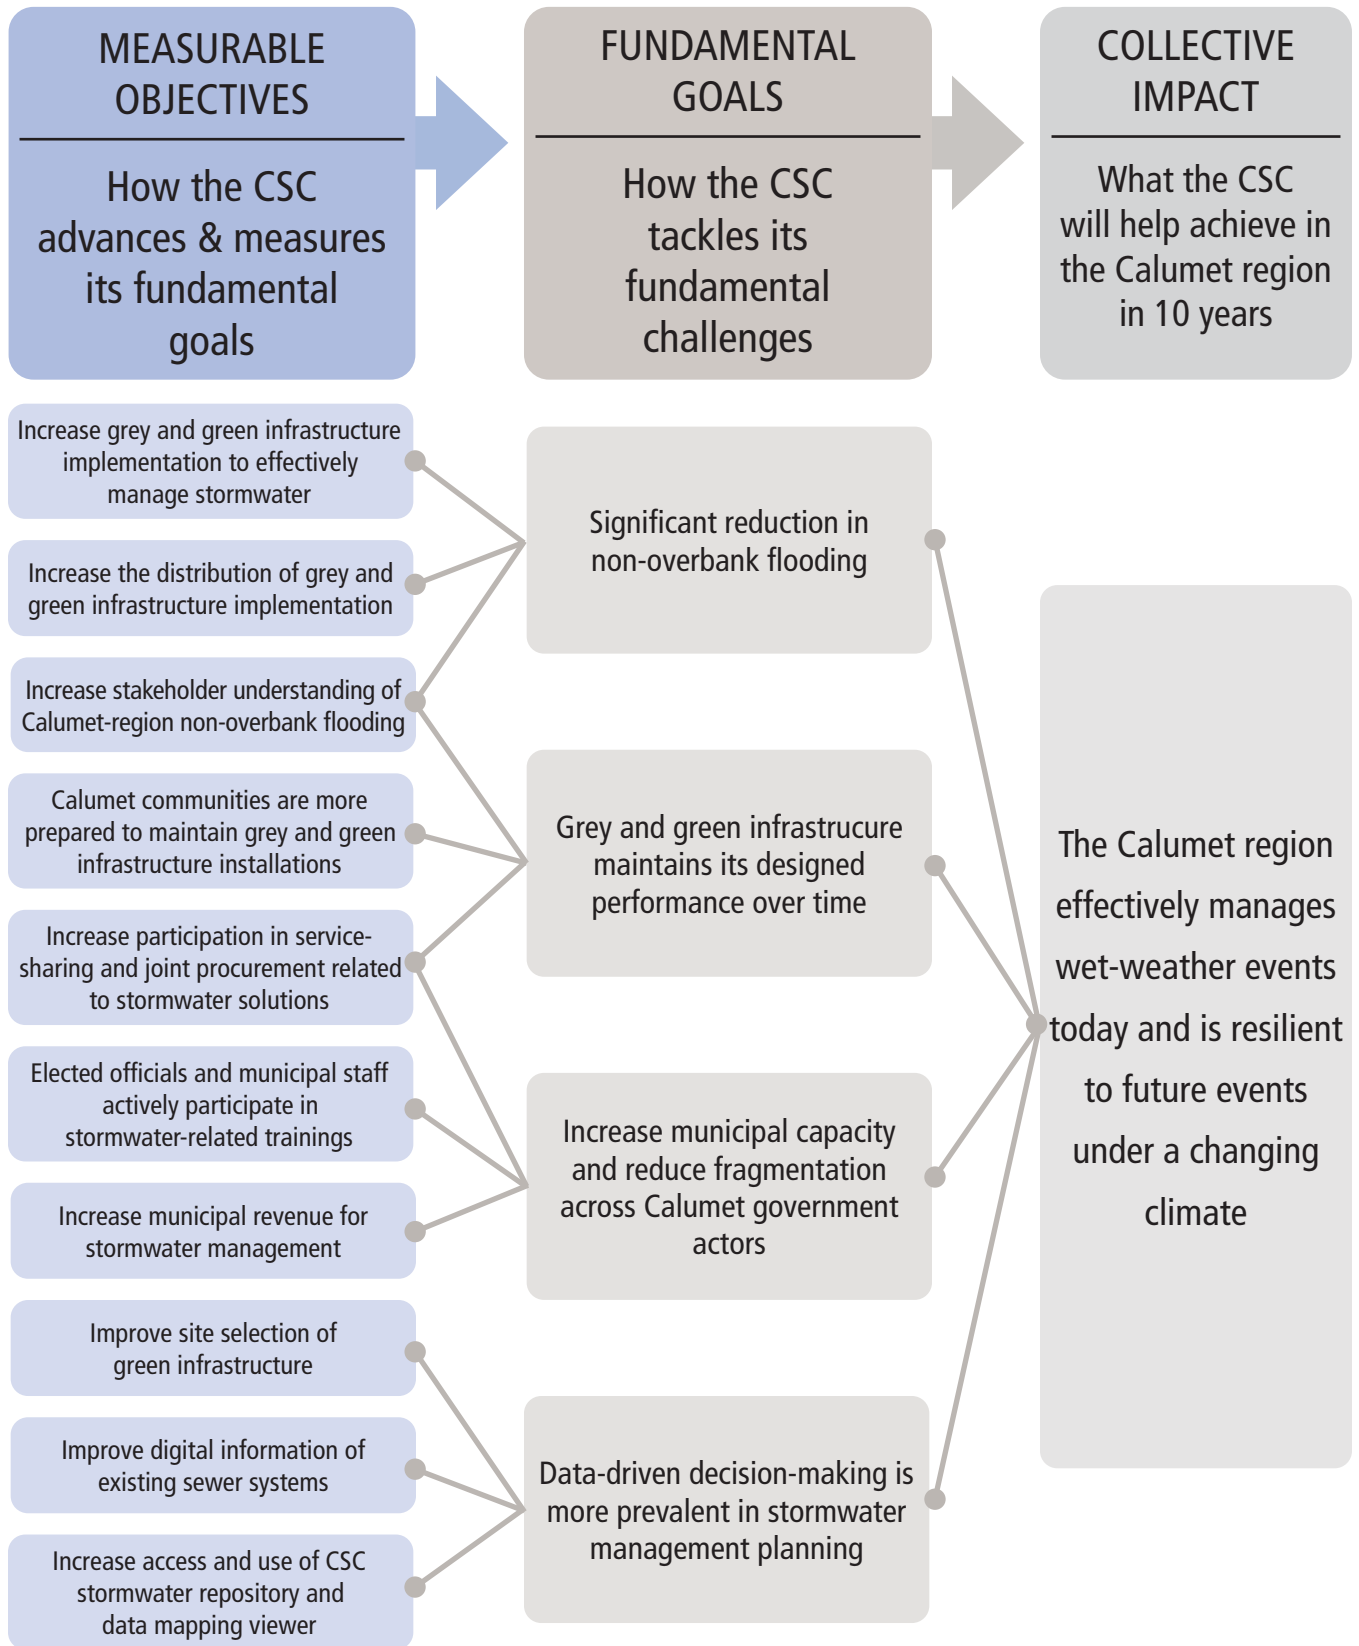 MEASURABLE
OBJECTIVES
How the CSC
advances & measures
its fundamental
goals
FUNDAMENTAL
GOALS
How the CSC
tackles its
fundamental
challenges
COLLECTIVE
IMPACT
What the CSC
will help achieve in
the Calumet region
in 10 years
Increase grey and green infrastructure
implementation to effectively
manage stormwater
Increase the distribution of grey and
green infrastructure implementation
Increase stakeholder understanding of
Calumet-region non-overbank flooding
Calumet communities are more
prepared to maintain grey and green
infrastructure installations
Increase participation in service-
sharing and joint procurement related
to stormwater solutions
Elected officials and municipal staff
actively participate in
stormwater-related trainings
Increase municipal revenue for
stormwater management
Improve site selection of
green infrastructure
Improve digital information of
existing sewer systems
Increase access and use of CSC
stormwater repository and
data mapping viewer
Significant reduction in
non-overbank flooding
Grey and green infrastrucure
maintains its designed
performance over time
Increase municipal capacity
and reduce fragmentation
across Calumet government
actors
Data-driven decision-making is
more prevalent in stormwater
management planning
The Calumet region
effectively manages
wet-weather events
today and is resilient
to future events
under a changing
climate